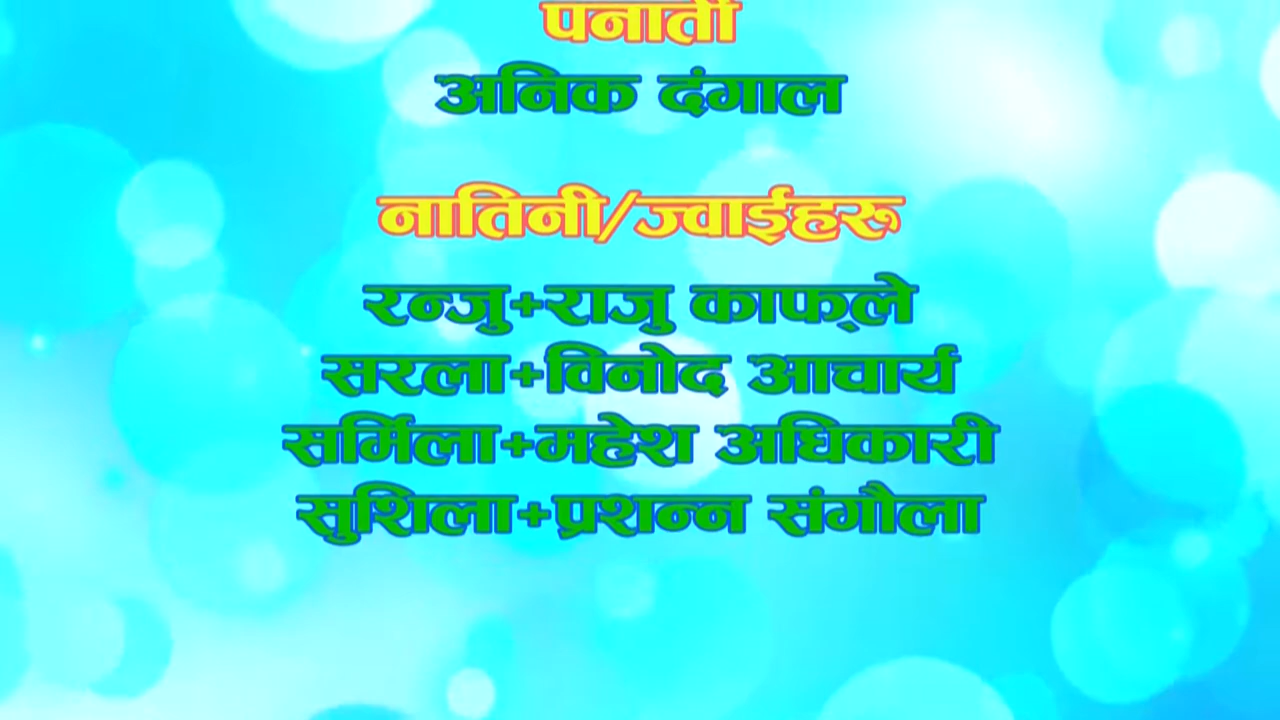 पनाती
अनिक दंगाल
नातिनी/ज्वाईहरू
रन्जु+राजु काफ्ले
सरला+विनोद आचार्य
सर्मिला+महेश अधिकारी
सुशिला+प्रशन्न संगौला